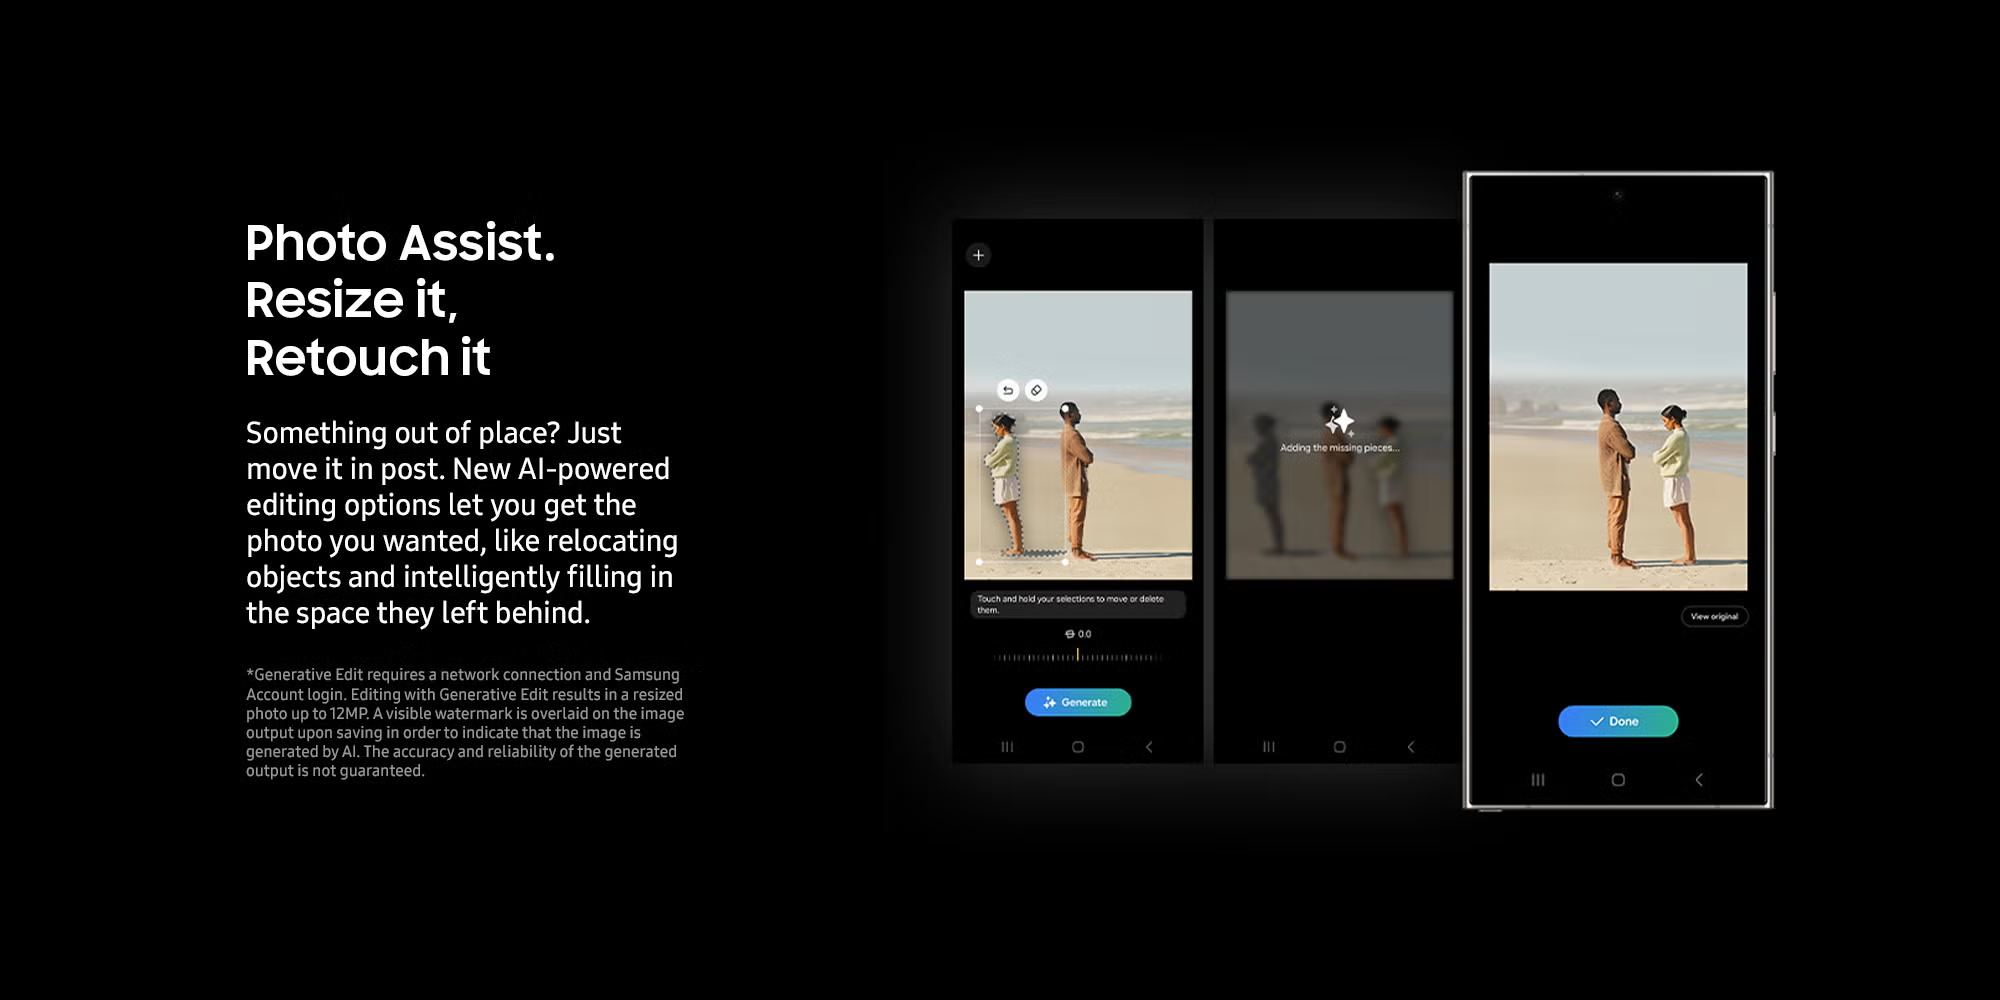 Photo Assist.
Resize it,
Retouch it
Something out of place? Just
move it in post. New AI-powered
editing options let you get the
photo you wanted, like relocating
objects and intelligently filling in
the space they left behind.
*Generative Edit requires a network connection and Samsung
Account login. Editing with Generative Edit results in a resized
photo up to 12MP. A visible watermark is overlaid on the image
output upon saving in order to indicate that the image is
generated by AI. The accuracy and reliability of the generated
output is not guaranteed.
Touch and hold your selections to move or delete
them.
0.0
Generate
Adding the missing pieces...
View original
Done